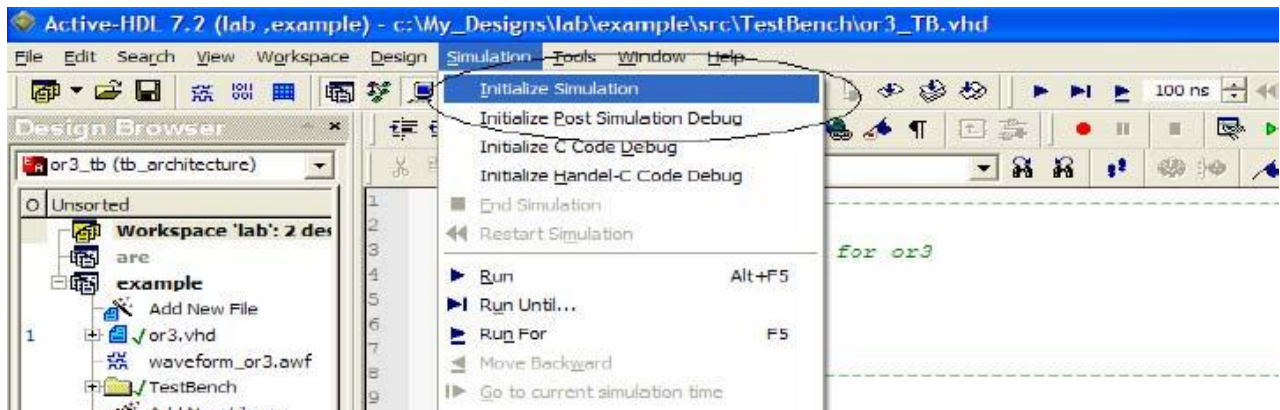 Active-HDL 7.2 (lab ,example) - c:\My_Designs\lab\example\src\TestBench\or3_TB.vhd
File Edit Search View Workspace Design Simulation Tools Window Help
100 ns
Design Browser
or3_tb (tb_architecture)
O Unsorted
Workspace 'lab': 2 des
are
example
Add New File
1 or3.vhd
waveform_or3.awf
TestBench
Initialize Simulation
Initialize Post Simulation Debug
Initialize C Code Debug
Initialize Handel-C Code Debug
End Simulation
Restart Simulation
Run Alt+F5
Run Until...
Run For F5
Move Backward
Go to current simulation time
1
2
3 for or3
4
5
6
7
8
9